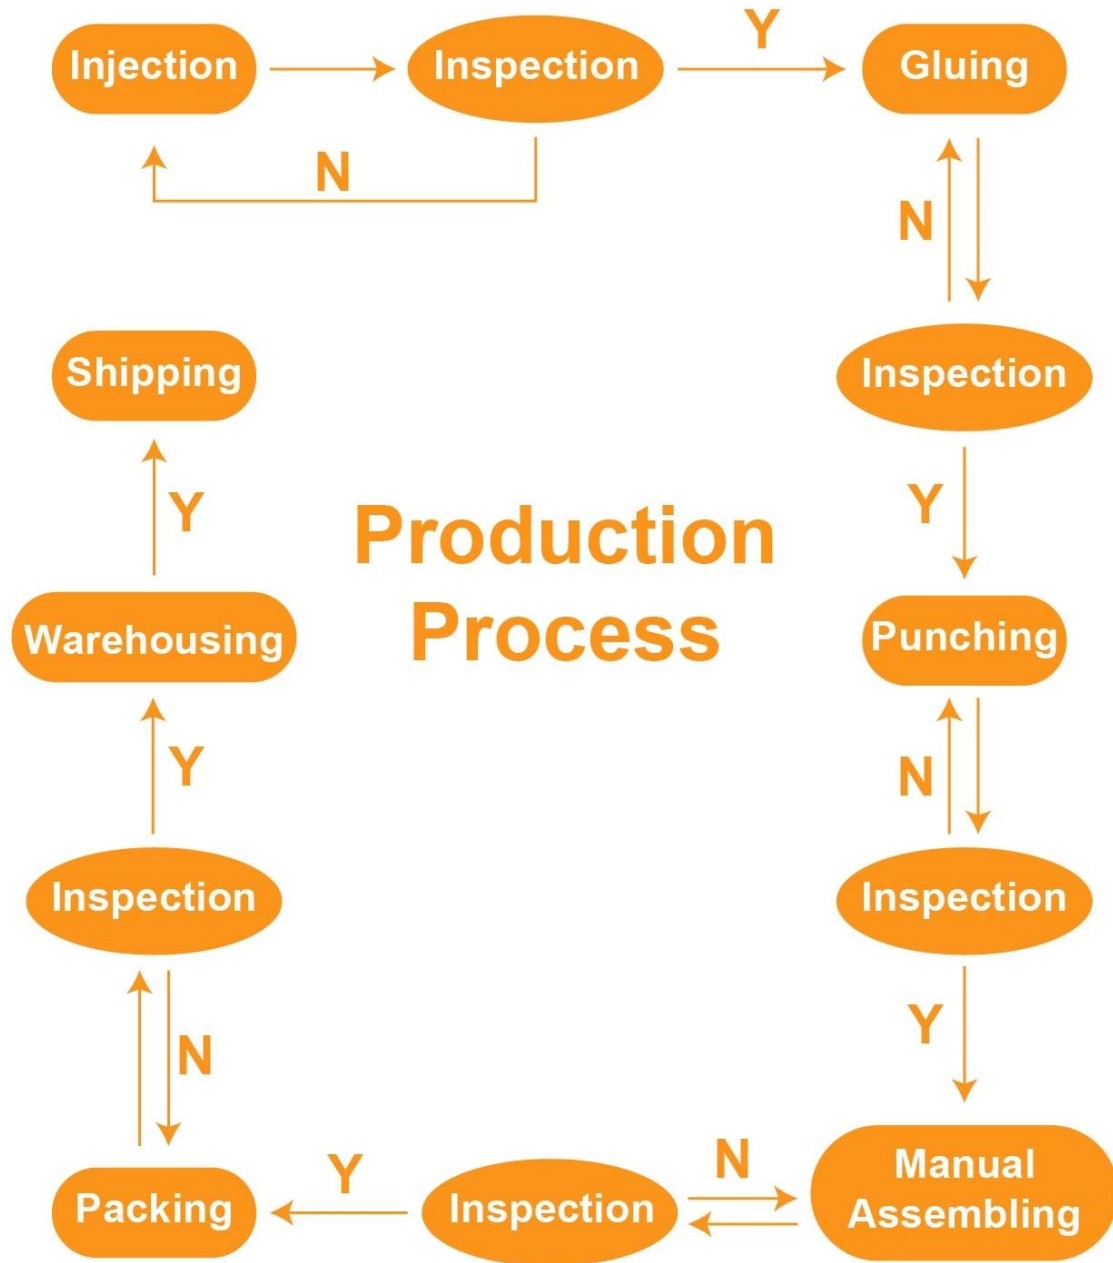 Injection
Inspection
Y
Gluing
N
N
Inspection
Y
Punching
N
Inspection
Y
Manual
Assembling
N
Inspection
Y
Packing
N
Inspection
Y
Warehousing
Y
Shipping
Production
Process